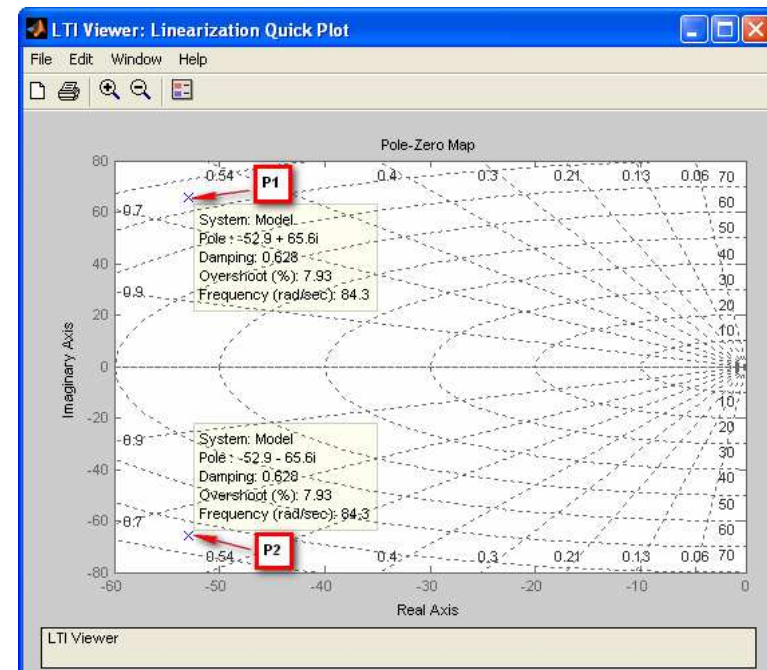 LTI Viewer: Linearization Quick Plot
File Edit Window Help
Pole-Zero Map
80
60
40
20
0
-20
-40
-60
-80
Imaginary Axis
0.54 0.4 0.3 0.21 0.13 0.06 70
P1
0.7
60
50
40
30
20
10
0.9
System: Model
Pole : -52.9 + 65.6i
Damping: 0.628
Overshoot (%): 7.93
Frequency (rad/sec): 84.3
10
20
30
40
50
60
0.9
System: Model
Pole : -52.9 - 65.6i
Damping: 0.628
Overshoot (%): 7.93
Frequency (rad/sec): 84.3
0.7
P2
0.54 0.4 0.3 0.21 0.13 0.06 70
-60 -50 -40 -30 -20 -10 0
Real Axis
LTI Viewer